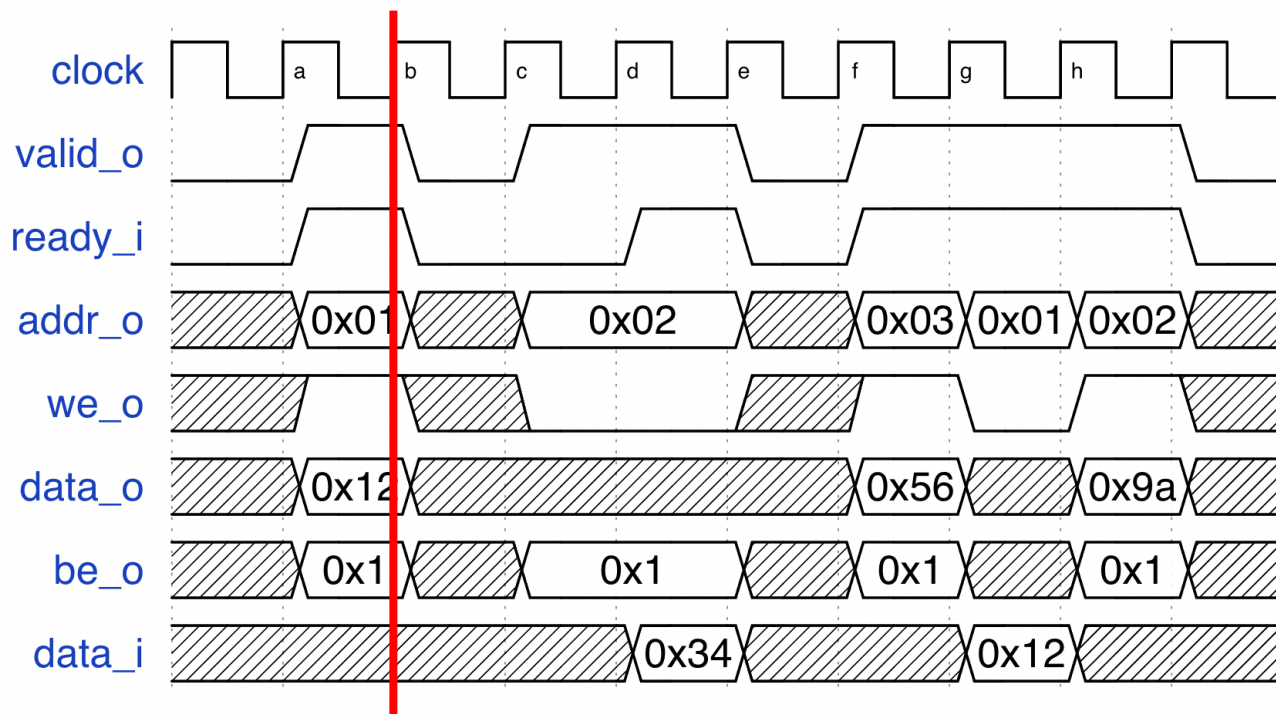 clock a b c d e f g h
valid_o
ready_i
addr_o 0x01 0x02 0x03 0x01 0x02
we_o
data_o 0x12 0x56 0x9a
be_o 0x1 0x1 0x1 0x1
data_i 0x34 0x12